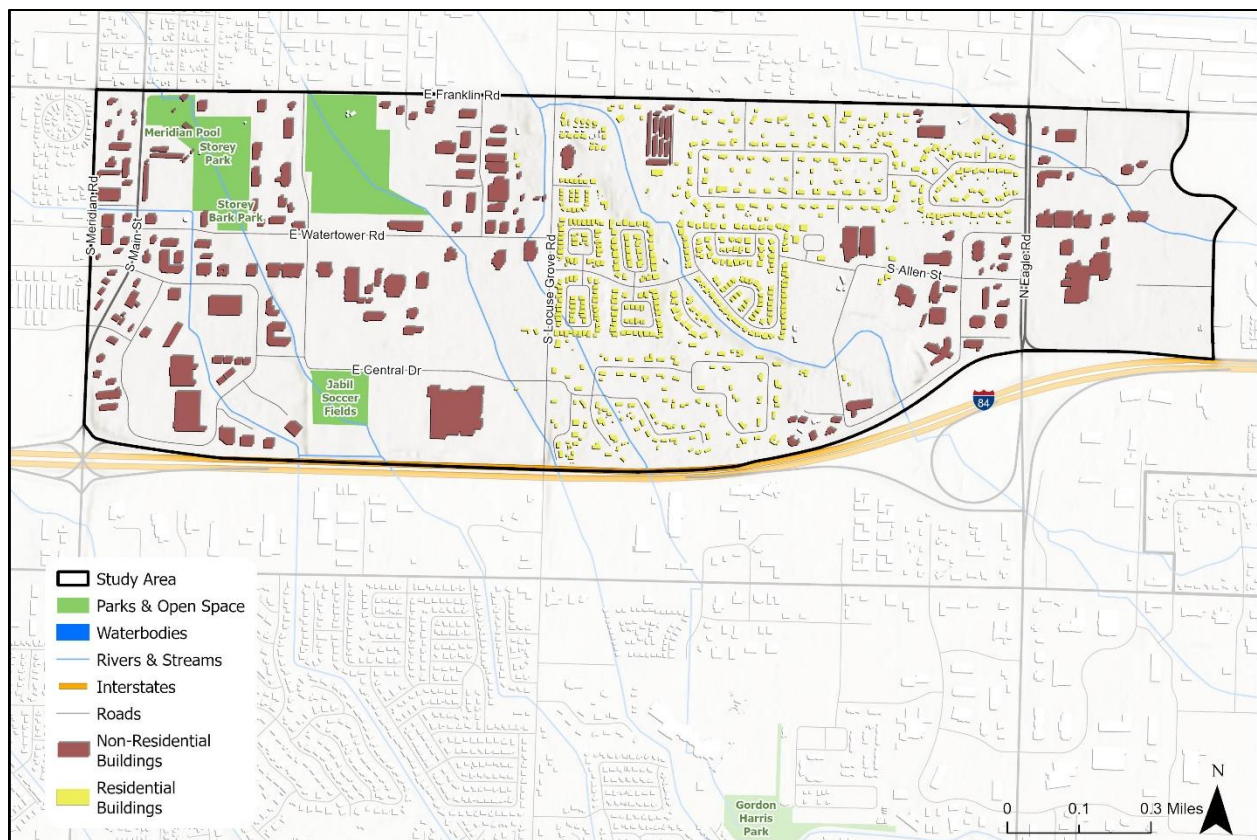 E Franklin Rd
Meridian Pool
Storey
Park
Storey
Bark Park
S Meridian Rd
S Main St
E Watertower Rd
S Locuse Grove Rd
S Allen St
N Eagle Rd
E Central Dr
Jabil
Soccer
Fields
84
Study Area
Parks & Open Space
Waterbodies
Rivers & Streams
Interstates
Roads
Non-Residential
Buildings
Residential
Buildings
Gordon
Harris
Park
N
0 0.1 0.3 Miles